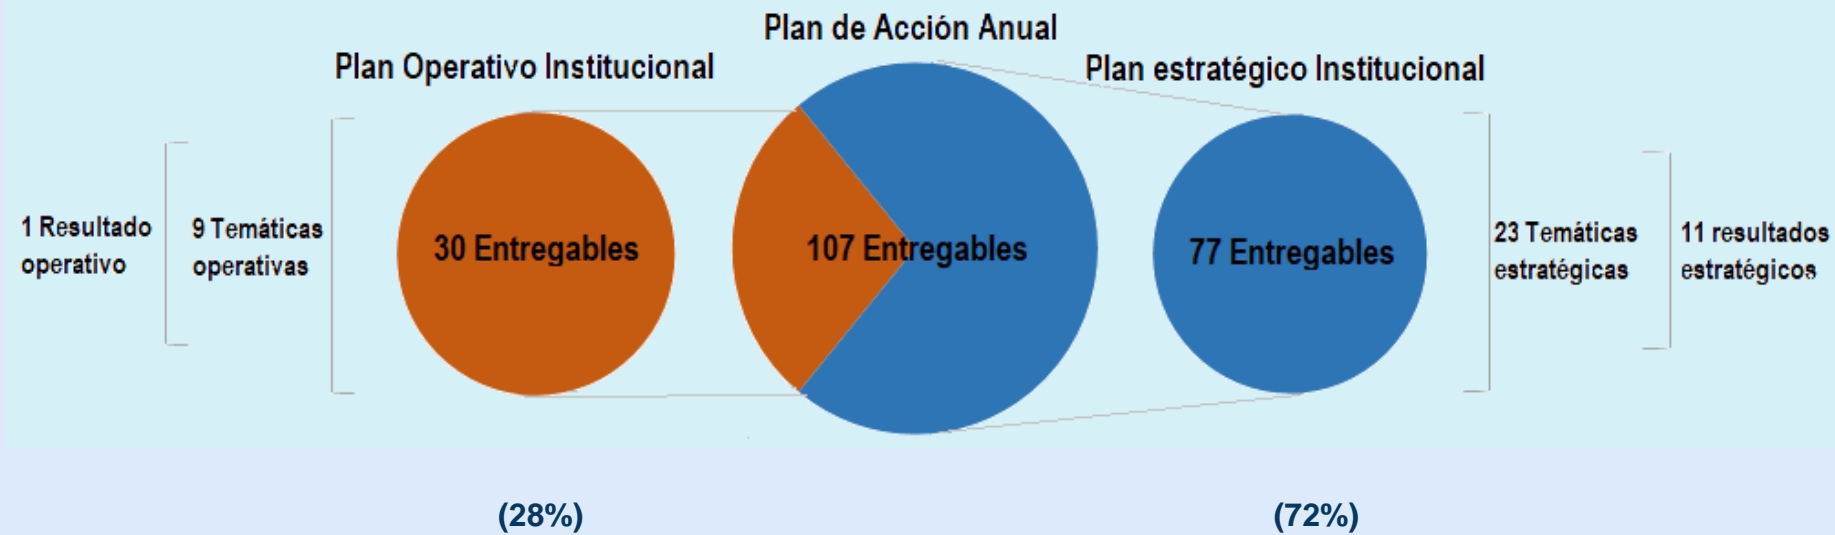 Plan de Acción Anual
Plan Operativo Institucional
Plan estratégico Institucional
1 Resultado
operativo
9 Temáticas
operativas
30 Entregables
107 Entregables
77 Entregables
23 Temáticas
estratégicas
11 resultados
estratégicos
(28%)
(72%)